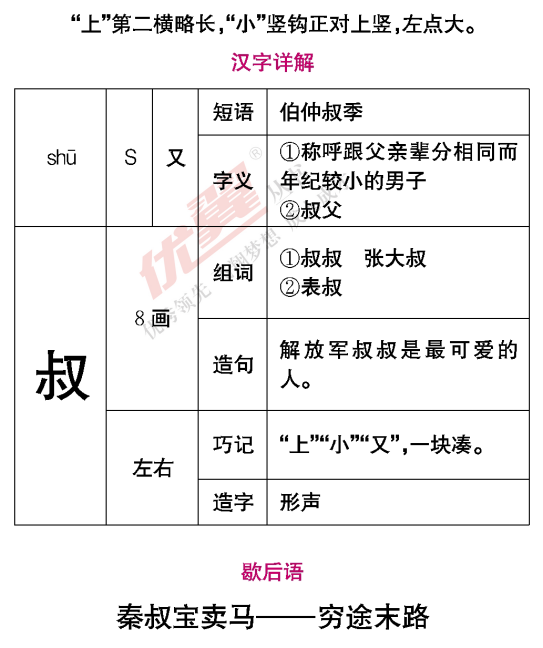 “上”第二横略长,“小”竖钩正对上竖,左点大。
汉字详解
shū
S
又
短语
伯仲叔季
字义
①称呼跟父亲辈分相同而
年纪较小的男子
②叔父
叔
8画
组词
①叔叔 张大叔
②表叔
造句
解放军叔叔是最可爱的
人。
左右
巧记
“上”“小”“又”,一块凑。
造字
形声
优翼®
歇后语
秦叔宝卖马——穷途末路